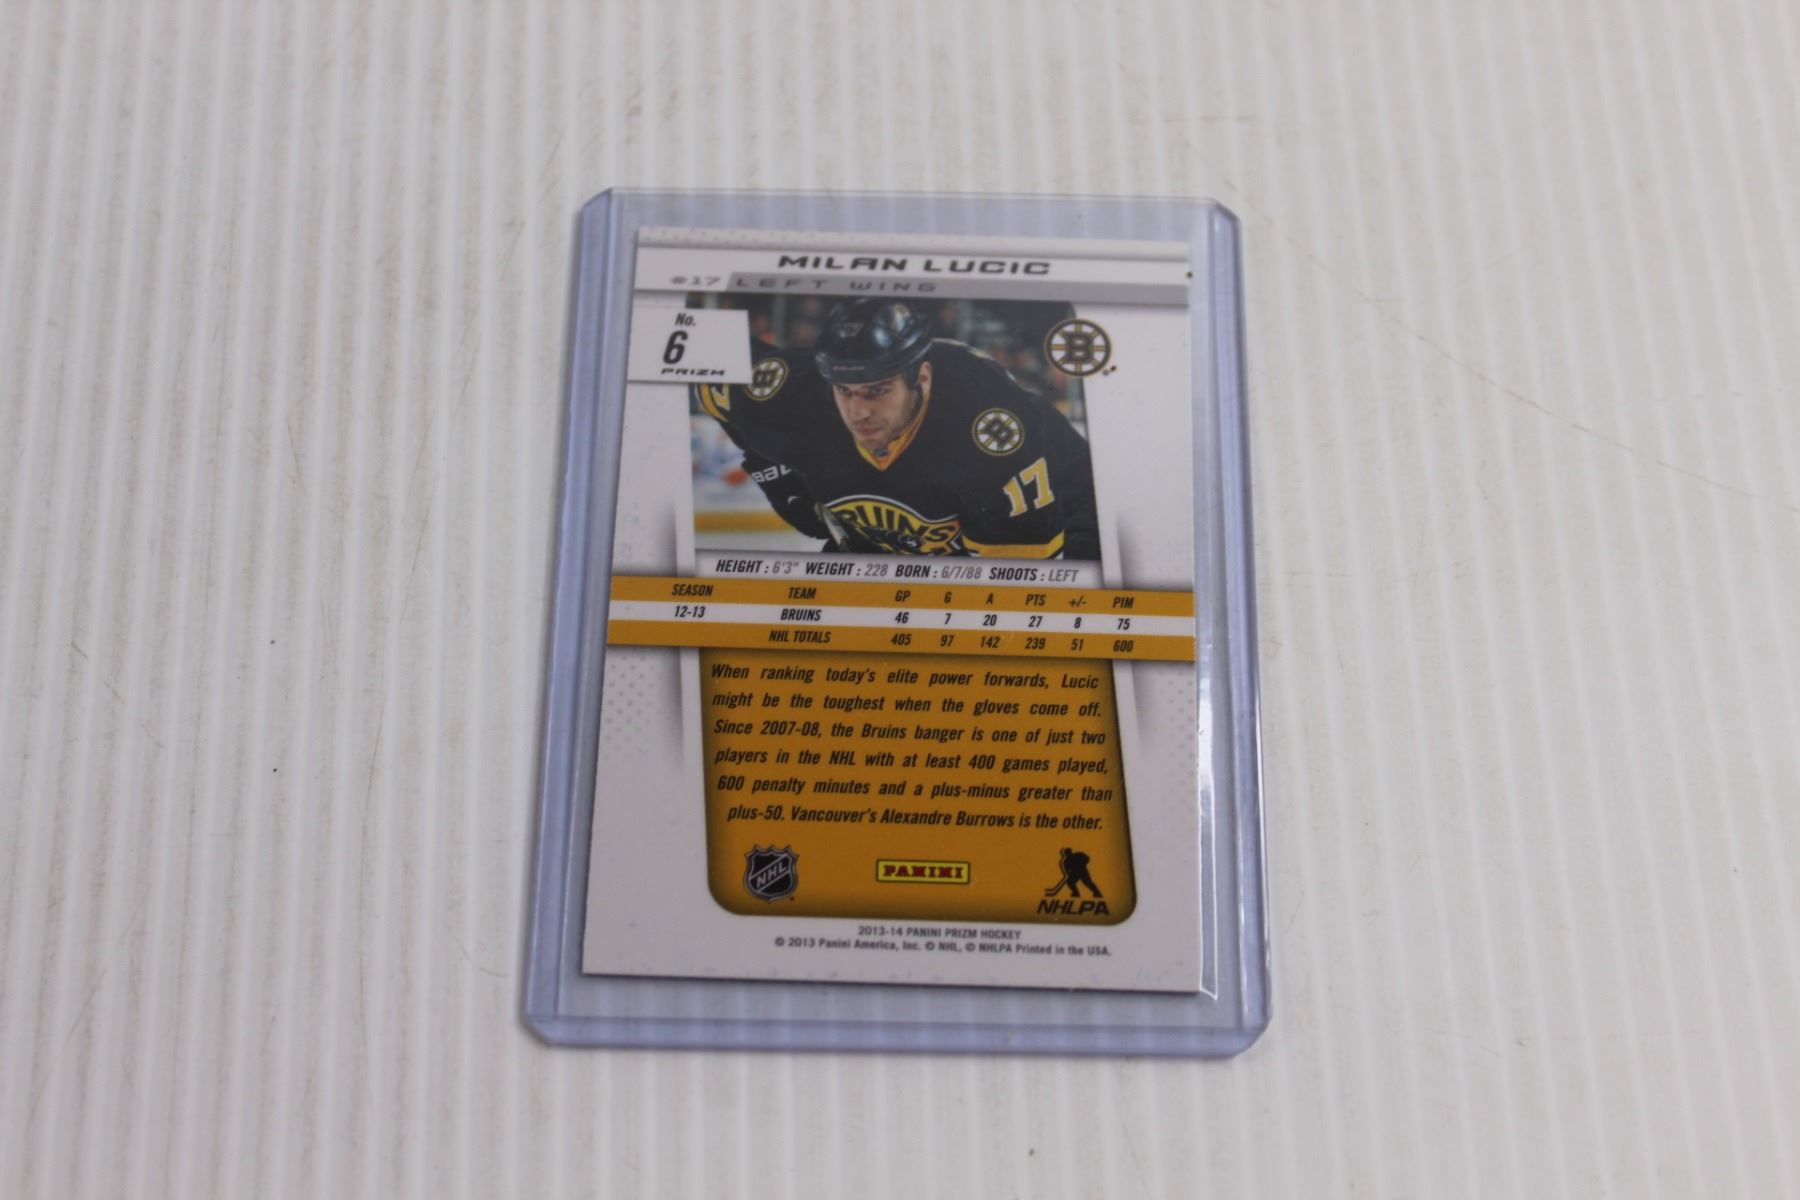 MILAN LUCIC
#17 LEFT WING
No.
6
PRIZM
B
B
B
17
BRUINS
17
HEIGHT : 6'3" WEIGHT : 228 BORN : 6/7/88 SHOOTS : LEFT
SEASON TEAM GP G A PTS +/- PIM
12-13 BRUINS 46 7 20 27 8 75
NHL TOTALS 405 97 142 239 51 600
When ranking today's elite power forwards, Lucic
might be the toughest when the gloves come off.
Since 2007-08, the Bruins banger is one of just two
players in the NHL with at least 400 games played,
600 penalty minutes and a plus-minus greater than
plus-50. Vancouver's Alexandre Burrows is the other.
NHL
PANINI
NHLPA
2013-14 PANINI PRIZM HOCKEY
© 2013 Panini America, Inc. © NHL, © NHLPA Printed in the USA.